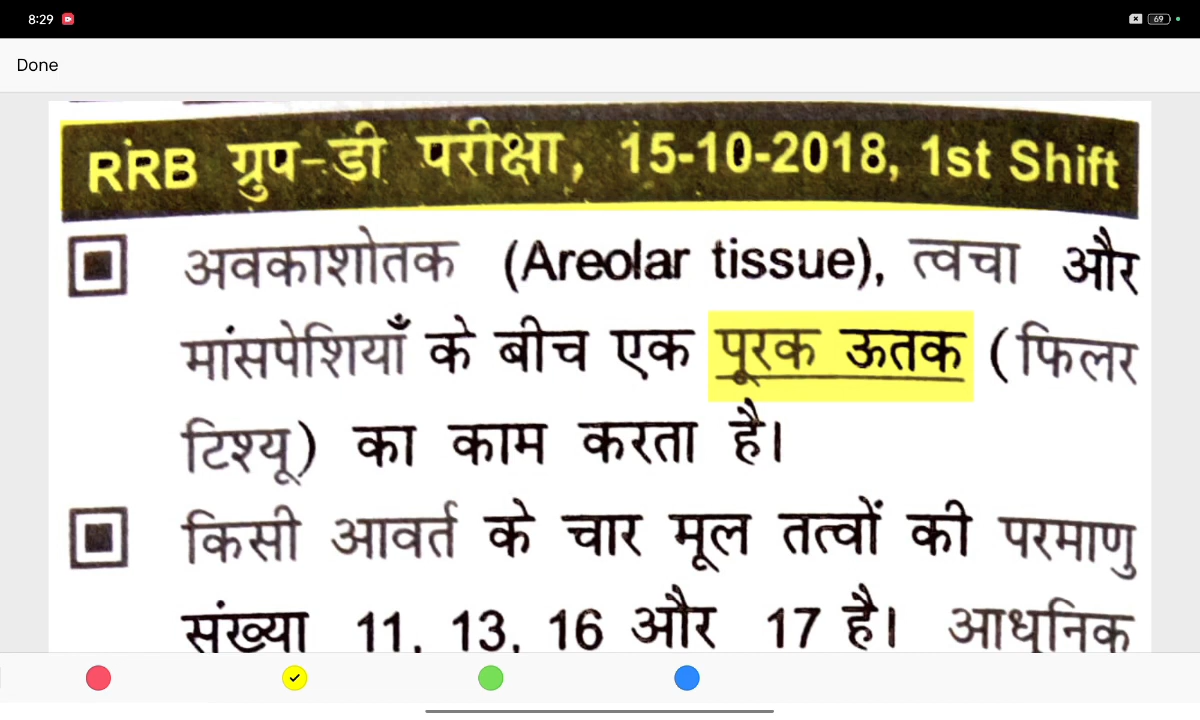 8:29
69
Done
RRB ग्रुप-डी परीक्षा, 15-10-2018, 1st Shift
अवकाशोतक (Areolar tissue), त्वचा और
मांसपेशियाँ के बीच एक पूरक ऊतक (फिलर
टिश्यू) का काम करता है।
किसी आवर्त के चार मूल तत्वों की परमाणु
संख्या 11, 13, 16 और 17 है। आधुनिक